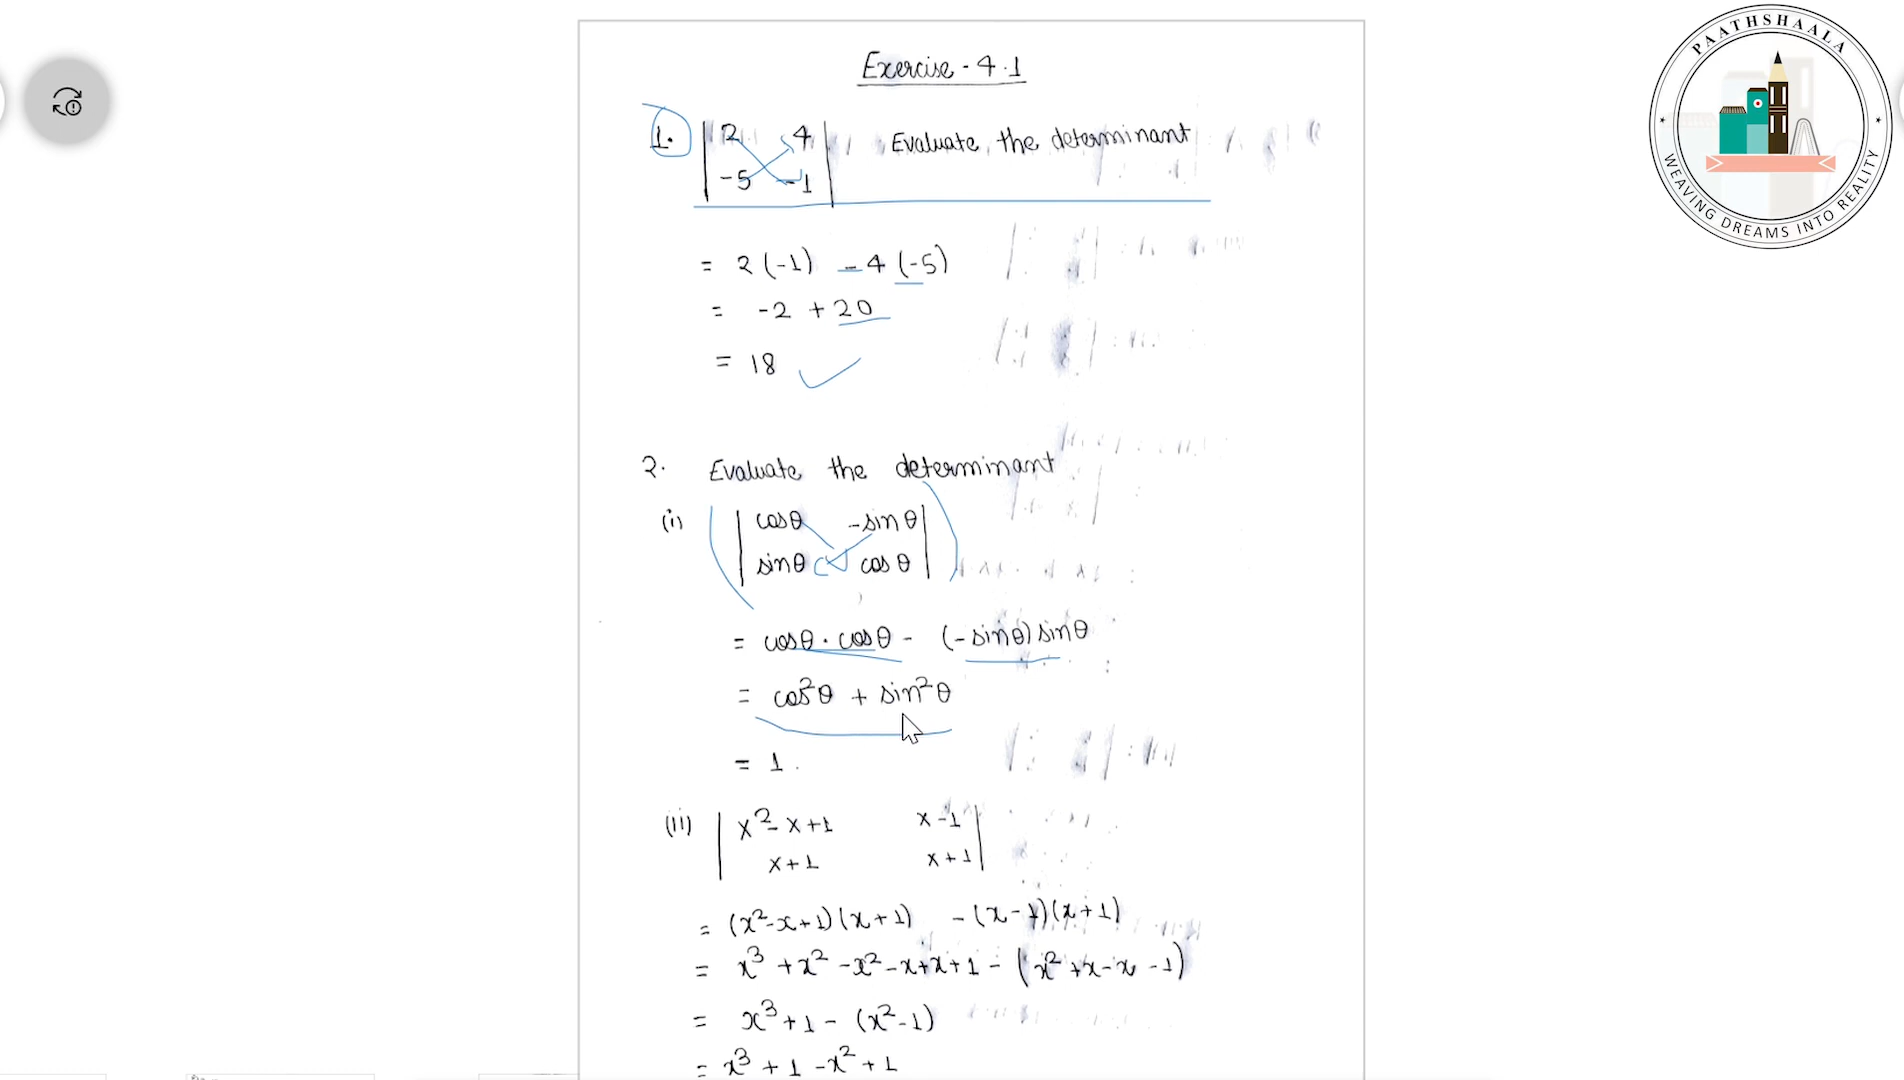 PAATHSHAALA
WEAVING DREAMS INTO REALITY
Exercise - 4.1
1. | 2 4 | Evaluate the determinant
| -5 -1 |
= 2(-1) - 4(-5)
= -2 + 20
= 18
2. Evaluate the determinant
(i) | cosθ -sinθ |
| sinθ cosθ |
= cosθ · cosθ - (-sinθ) sinθ
= cos²θ + sin²θ
= 1.
(ii) | x² - x + 1 x - 1 |
| x + 1 x + 1 |
= (x² - x + 1)(x + 1) - (x - 1)(x + 1)
= x³ + x² - x² - x + x + 1 - (x² + x - x - 1)
= x³ + 1 - (x² - 1)
= x³ + 1 - x² + 1